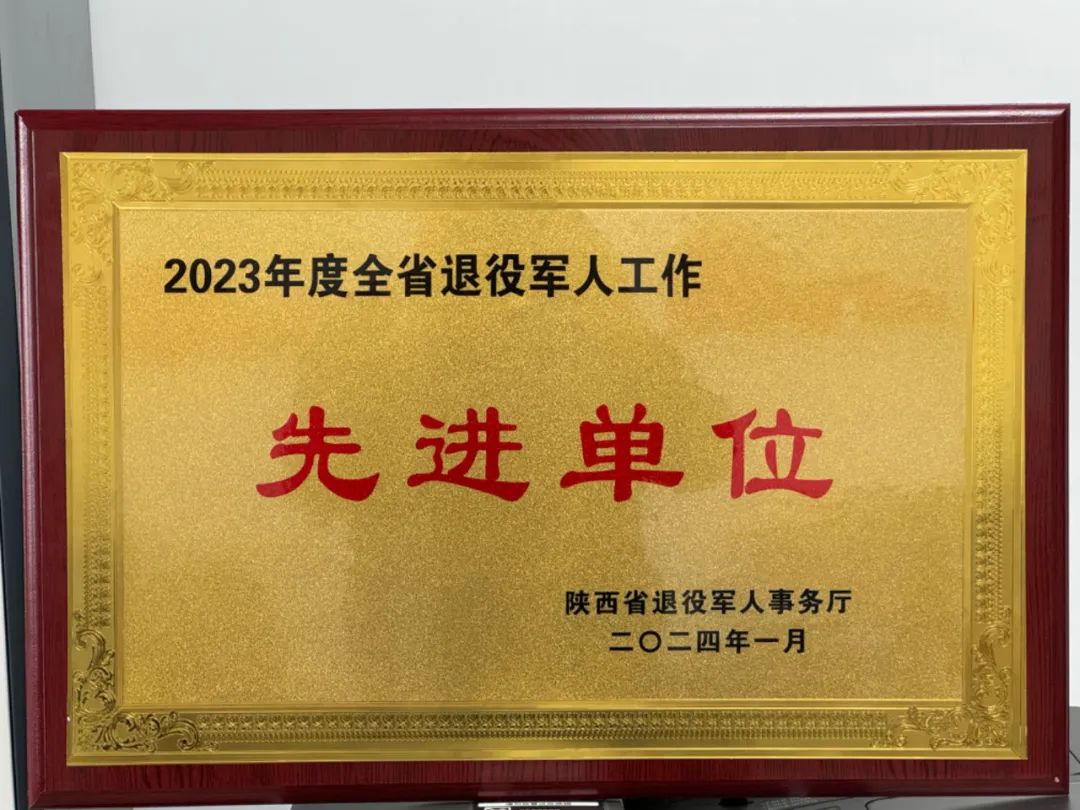 2023年度全省退役军人工作
先进单位
陕西省退役军人事务厅
二〇二四年一月